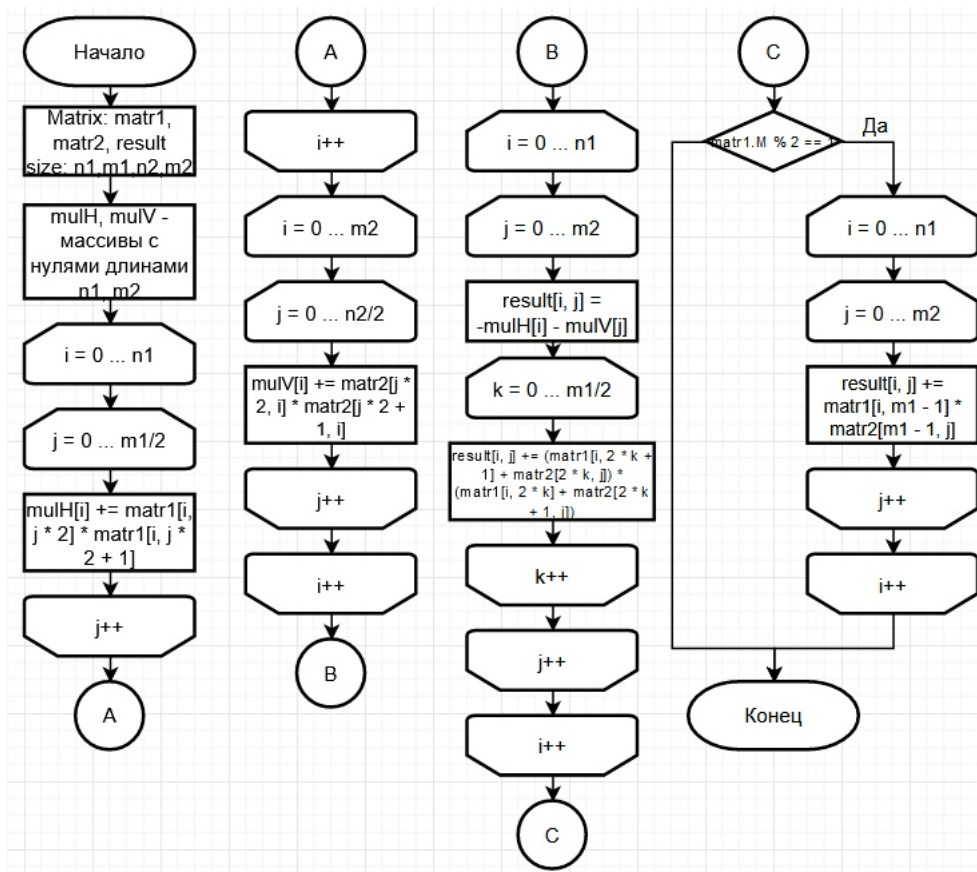 Начало
Matrix: matr1,
matr2, result
size: n1,m1,n2,m2
mulH, mulV -
массивы с
нулями длинами
n1, m2
i = 0 ... n1
j = 0 ... m1/2
mulH[i] += matr1[i,
j * 2] * matr1[i, j *
2 + 1]
j++
A
A
i++
i = 0 ... m2
j = 0 ... n2/2
mulV[i] += matr2[j *
2, i] * matr2[j * 2 +
1, i]
j++
i++
B
B
i = 0 ... n1
j = 0 ... m2
result[i, j] =
-mulH[i] - mulV[j]
k = 0 ... m1/2
result[i, j] += (matr1[i, 2 * k +
1] + matr2[2 * k, j]) *
(matr1[i, 2 * k] + matr2[2 * k
+ 1, j])
k++
j++
i++
C
C
matr1.M % 2 == 1
Да
i = 0 ... n1
j = 0 ... m2
result[i, j] +=
matr1[i, m1 - 1] *
matr2[m1 - 1, j]
j++
i++
Конец